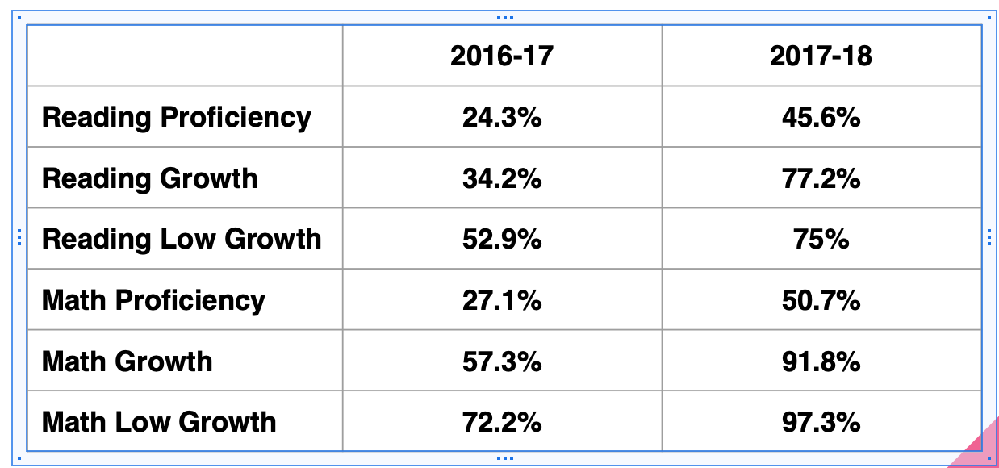 2016-17 2017-18
Reading Proficiency 24.3% 45.6%
Reading Growth 34.2% 77.2%
Reading Low Growth 52.9% 75%
Math Proficiency 27.1% 50.7%
Math Growth 57.3% 91.8%
Math Low Growth 72.2% 97.3%